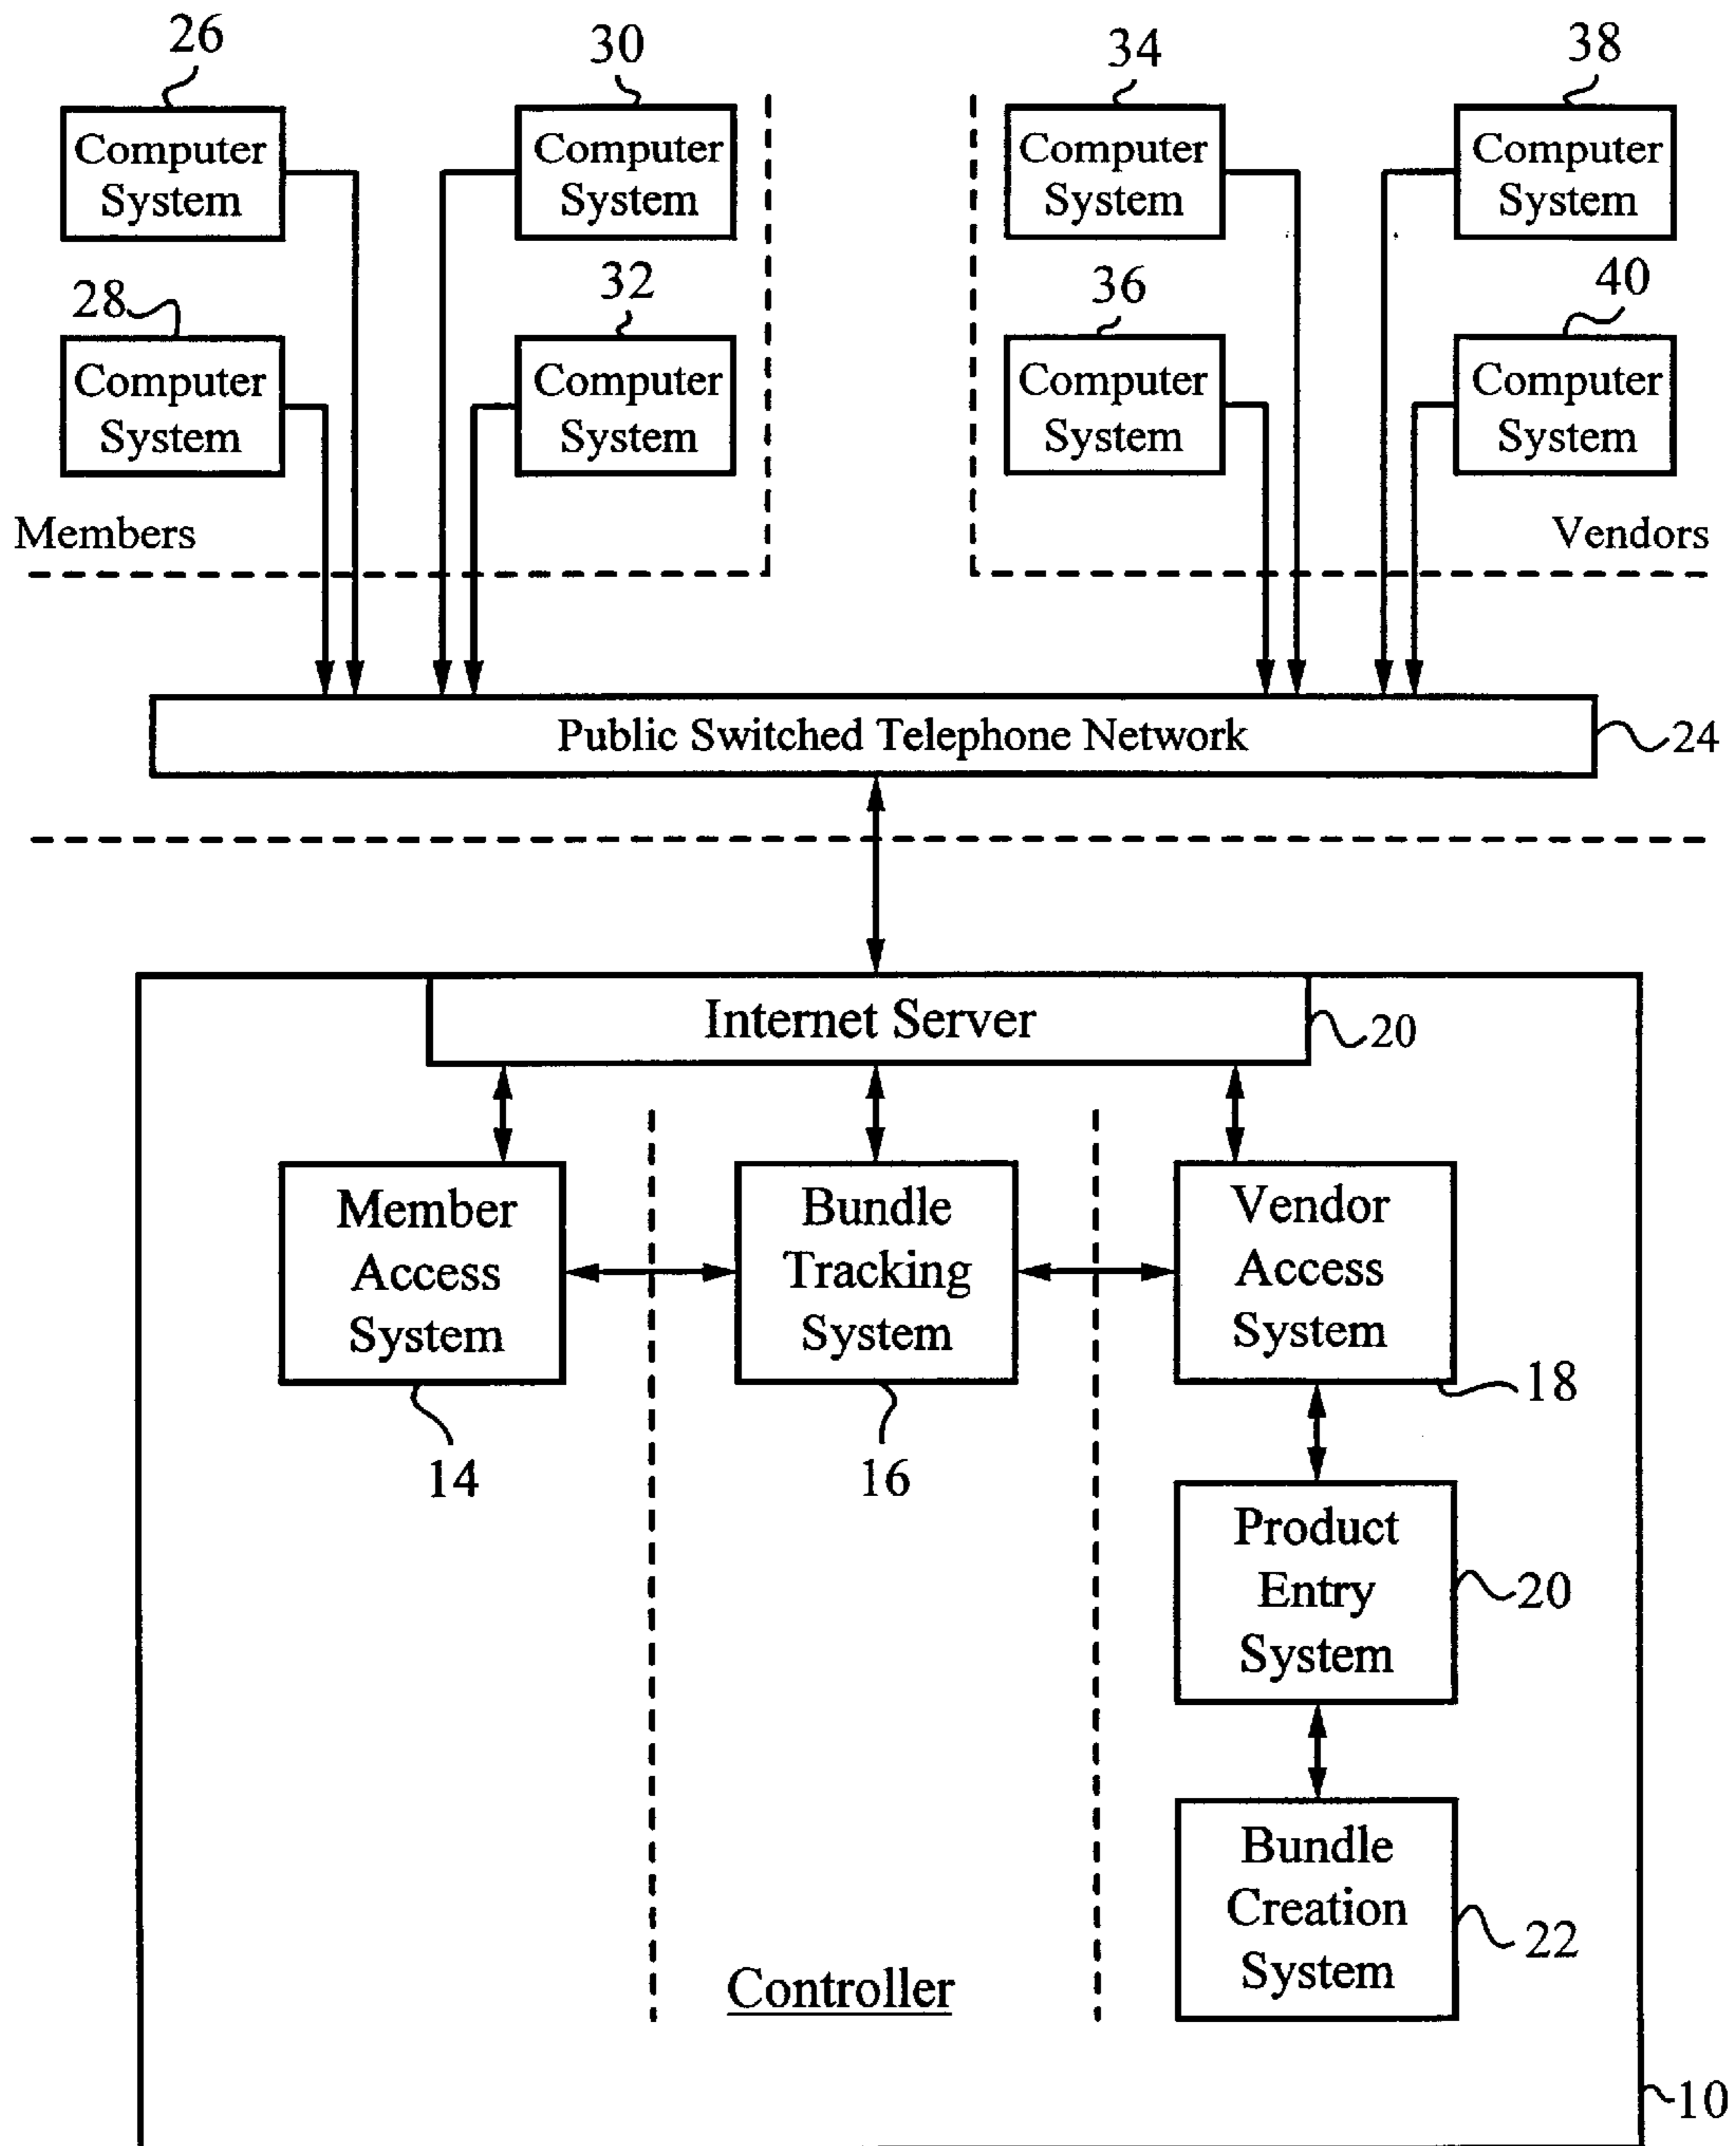 26
30
34
38
Computer
System
Computer
System
Computer
System
Computer
System
28
32
36
40
Computer
System
Computer
System
Computer
System
Computer
System
Members
Vendors
Public Switched Telephone Network
24
Internet Server
20
Member
Access
System
Bundle
Tracking
System
Vendor
Access
System
14
16
18
Product
Entry
System
20
Bundle
Creation
System
22
Controller
10